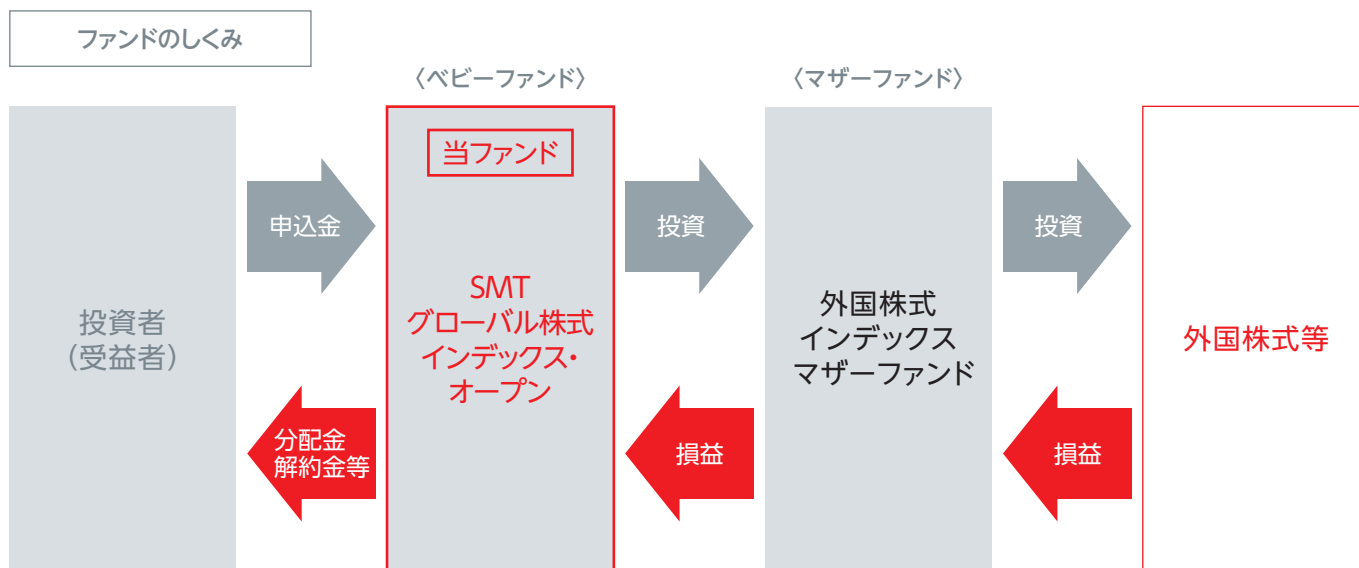 ファンドのしくみ
〈ベビーファンド〉
〈マザーファンド〉
投資者
(受益者)
申込金
分配金
解約金等
当ファンド
SMT
グローバル株式
インデックス・
オープン
投資
損益
外国株式
インデックス
マザーファンド
投資
損益
外国株式等